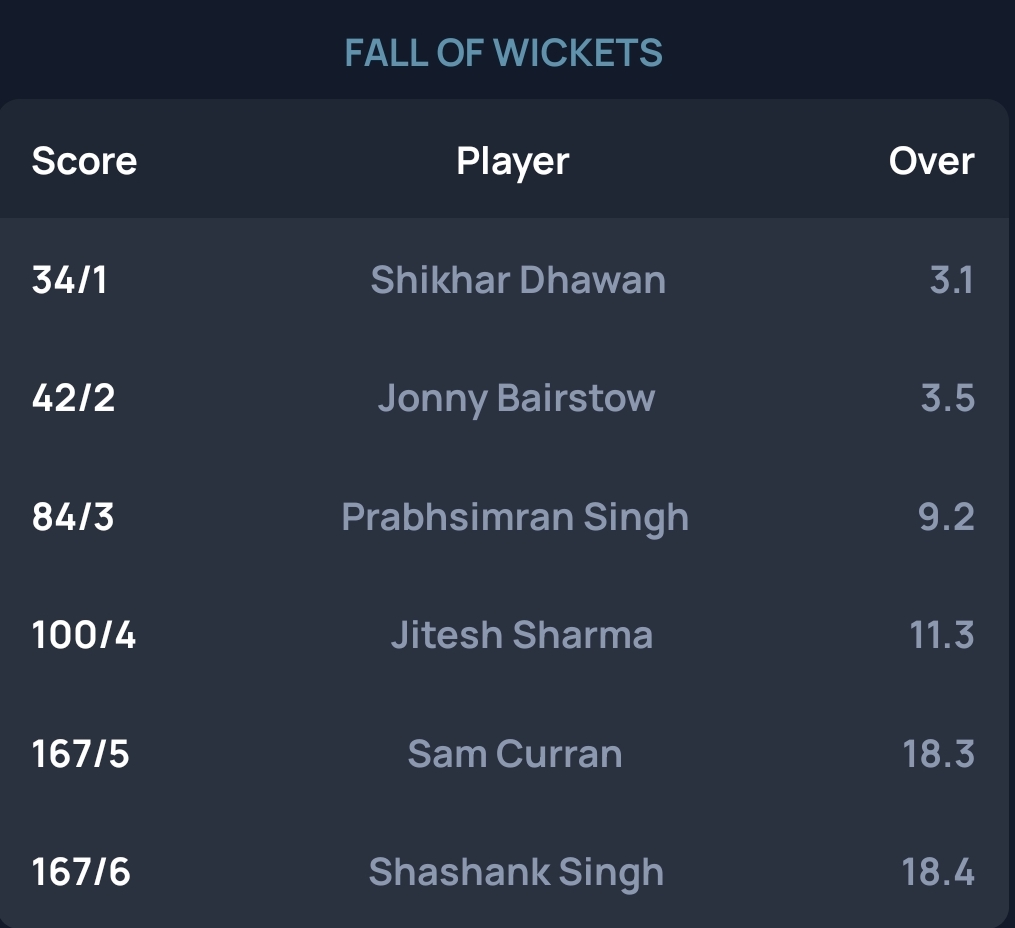 FALL OF WICKETS
Score Player Over
34/1 Shikhar Dhawan 3.1
42/2 Jonny Bairstow 3.5
84/3 Prabhsimran Singh 9.2
100/4 Jitesh Sharma 11.3
167/5 Sam Curran 18.3
167/6 Shashank Singh 18.4